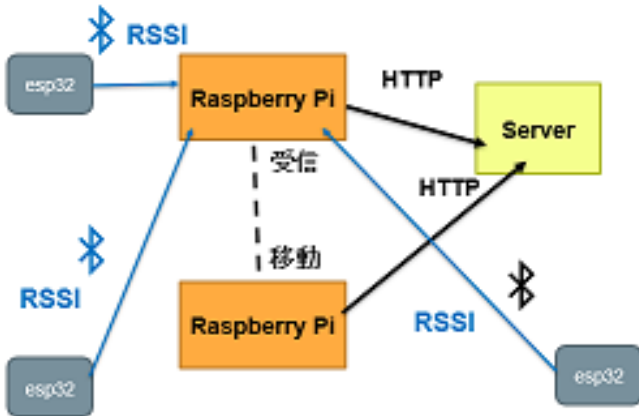 RSSI
esp32
Raspberry Pi
HTTP
Server
受信
HTTP
移動
RSSI
Raspberry Pi
RSSI
esp32
esp32